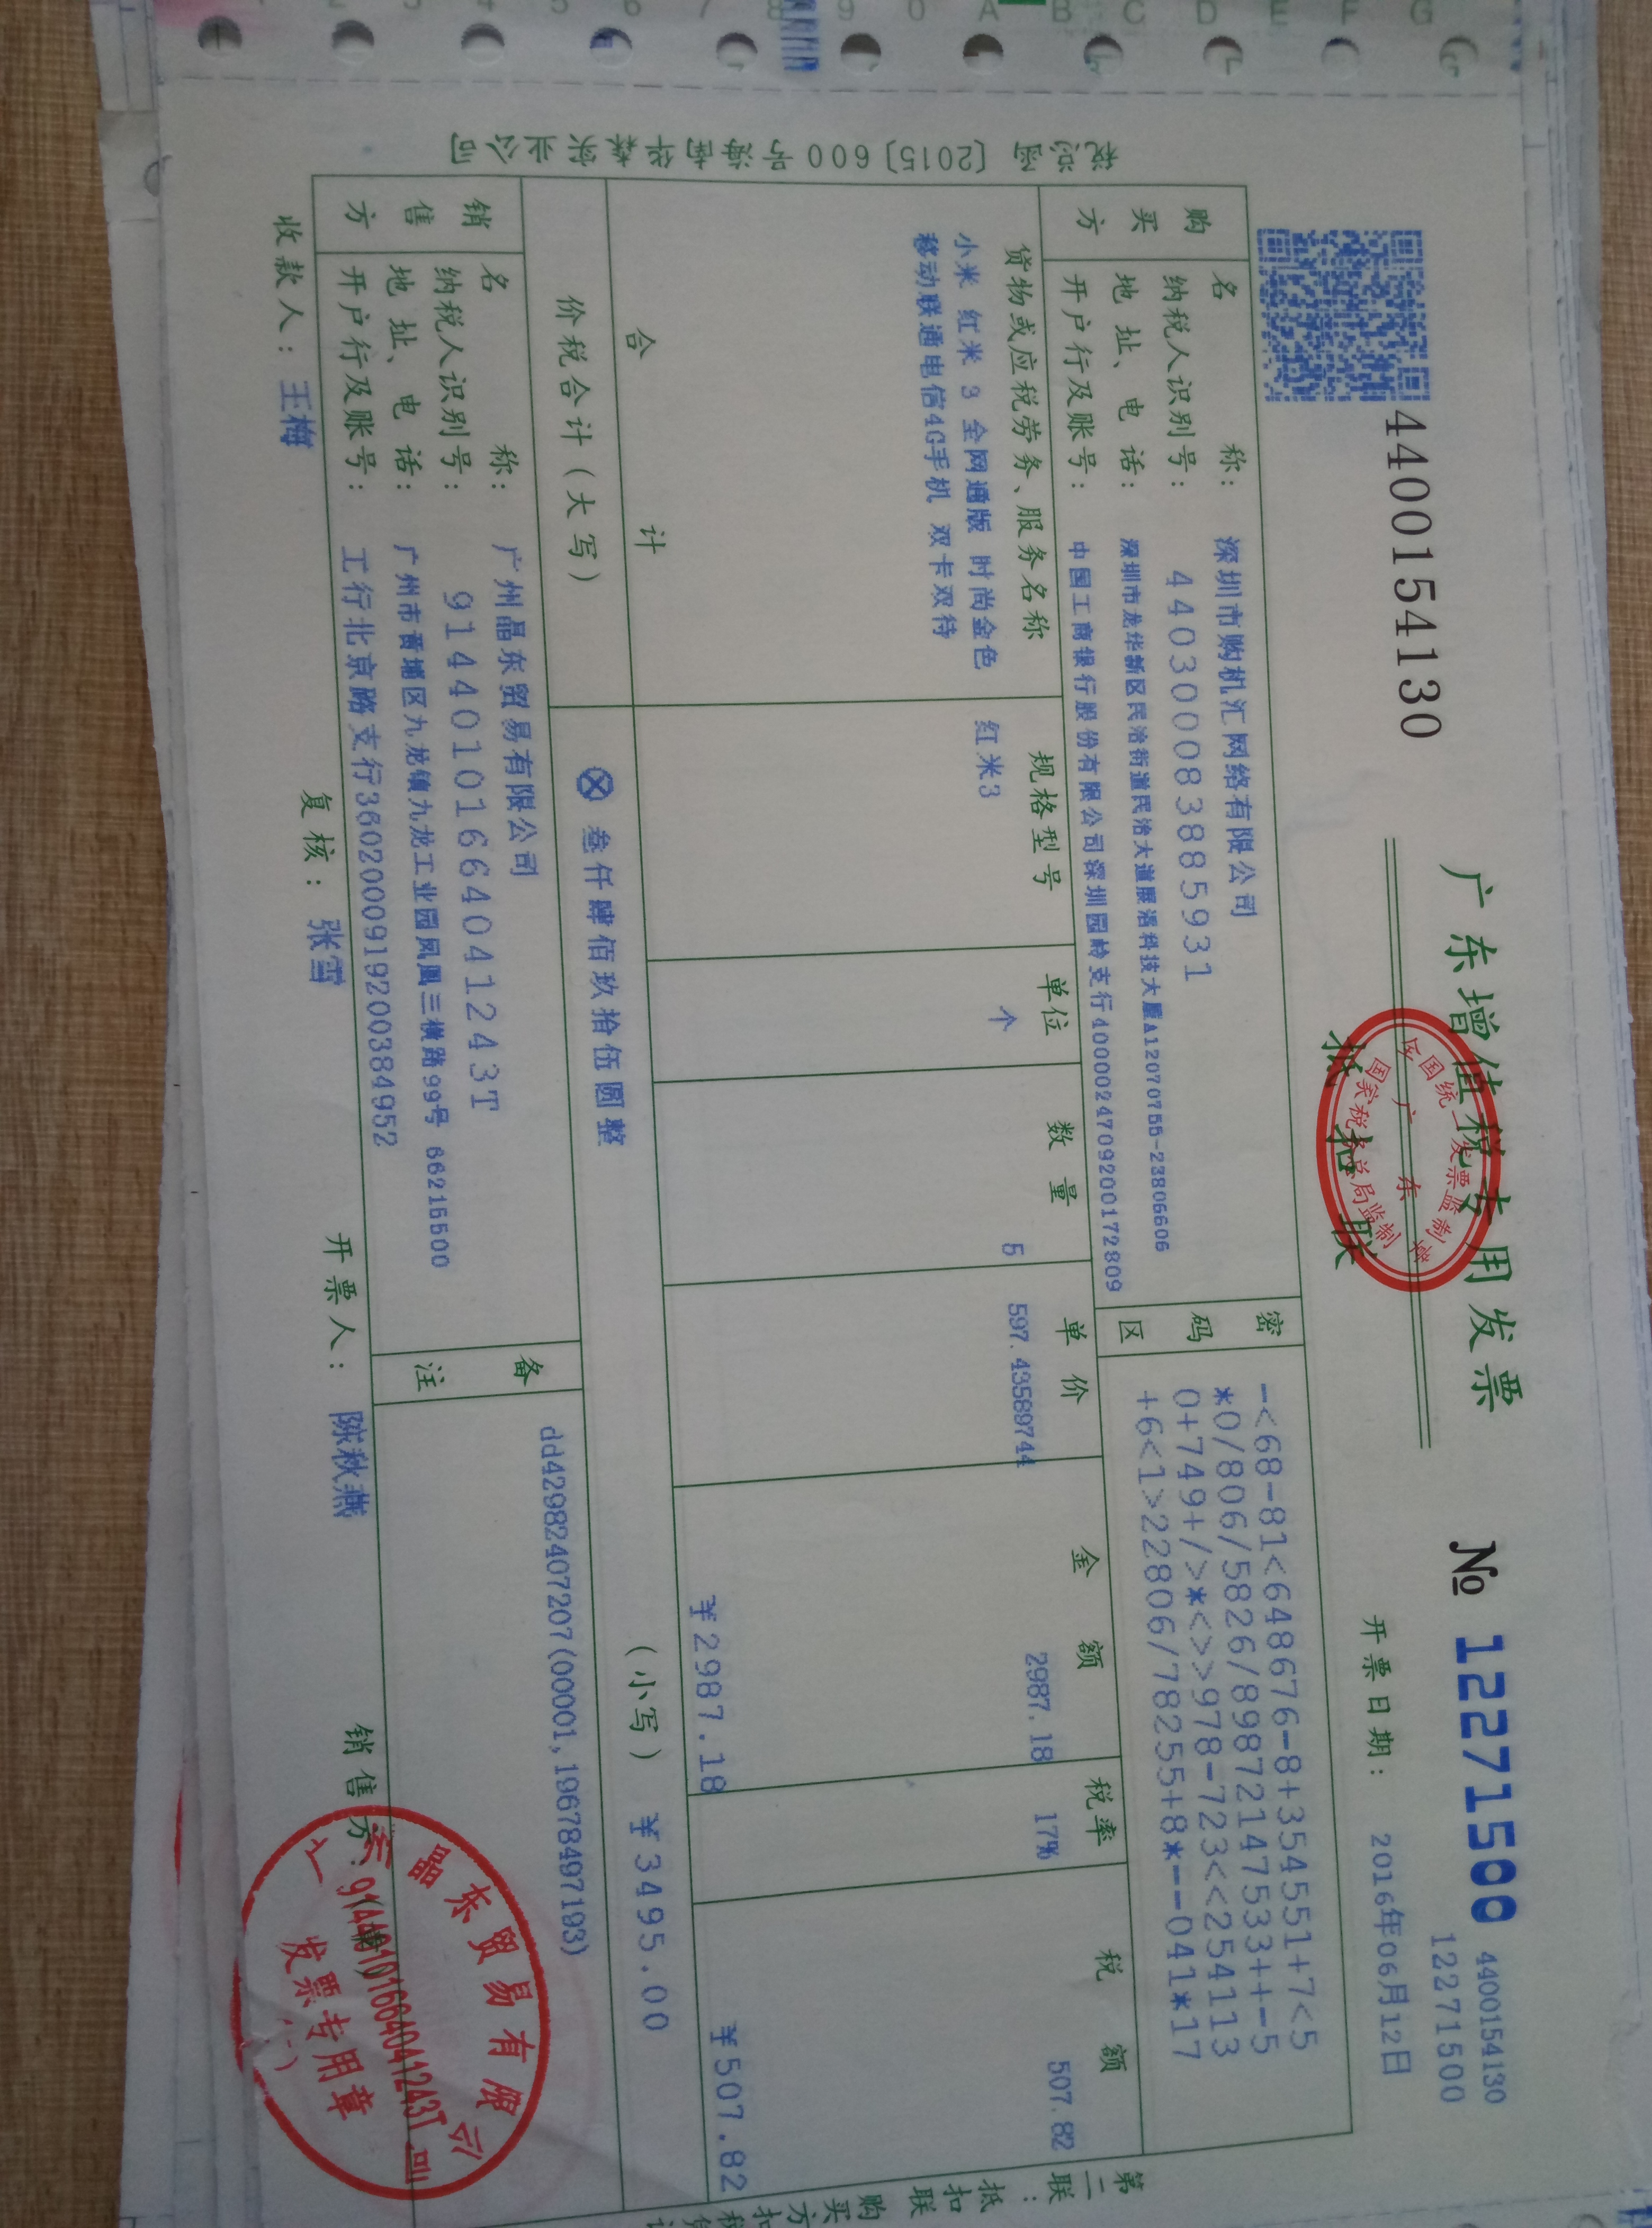 广东增值税专用发票
№ 12271500
4400154130
12271500
4400154130
全国统一发票监制章
广东
国家税务总局监制
抵扣联
开票日期: 2016年06月12日
购买方
名称: 深圳市购机汇网络有限公司
纳税人识别号: 440300083885931
地址、电话: 深圳市龙华新区民治街道民治大道展滔科技大厦A12070755-23806606
开户行及账号: 中国工商银行股份有限公司深圳园岭支行4000024709200172809
密码区
-<68-81<648676-8+354551+7<5
*0/806/5826/89872147533++-5
0+749+/>*<>>978-723<<254113
+6<1>22806/78255+8*--041*17
货物或应税劳务、服务名称 规格型号 单位 数量 单价 金额 税率 税额
小米 红米 3 全网通版 时尚金色 红米3 个 5 597.43589744 2987.18 17% 507.82
移动联通电信4G手机 双卡双待
合计 ¥2987.18 ¥507.82
价税合计(大写) ⊗ 叁仟肆佰玖拾伍圆整 (小写) ¥3495.00
销售方
名称: 广州晶东贸易有限公司
纳税人识别号: 91440101664041243T
地址、电话: 广州市黄埔区九龙镇九龙工业园凤凰三横路99号 66215500
开户行及账号: 工行北京路支行3602000919200384952
备注
dd42982407207(00001,19678497193)
收款人: 王梅 复核: 张雪 开票人: 陈秋燕 销售方:(章)
广州晶东贸易有限公司
91440101664041243T
发票专用章
税总函[2015]600号海南华森实业公司
第二联:抵扣联 购买方扣税凭证